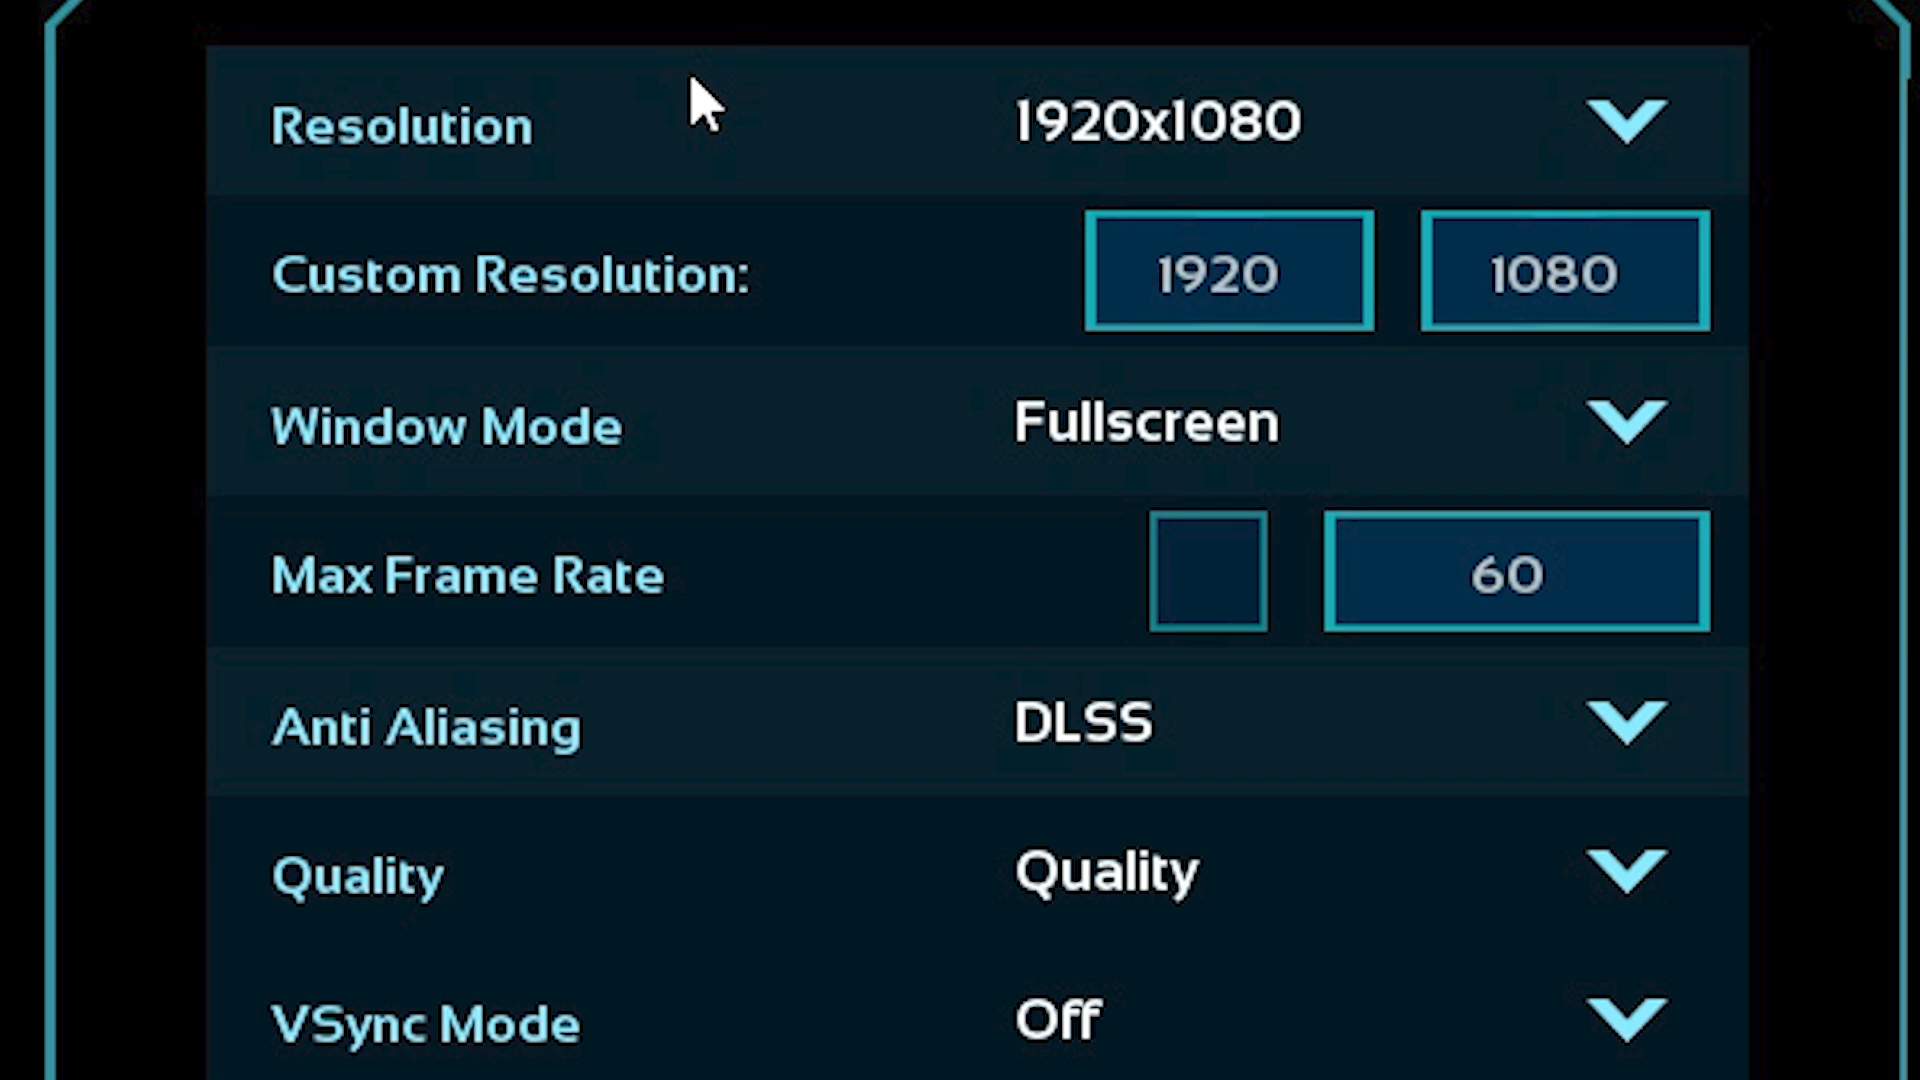 Resolution 1920x1080
Custom Resolution: 1920 1080
Window Mode Fullscreen
Max Frame Rate 60
Anti Aliasing DLSS
Quality Quality
VSync Mode Off